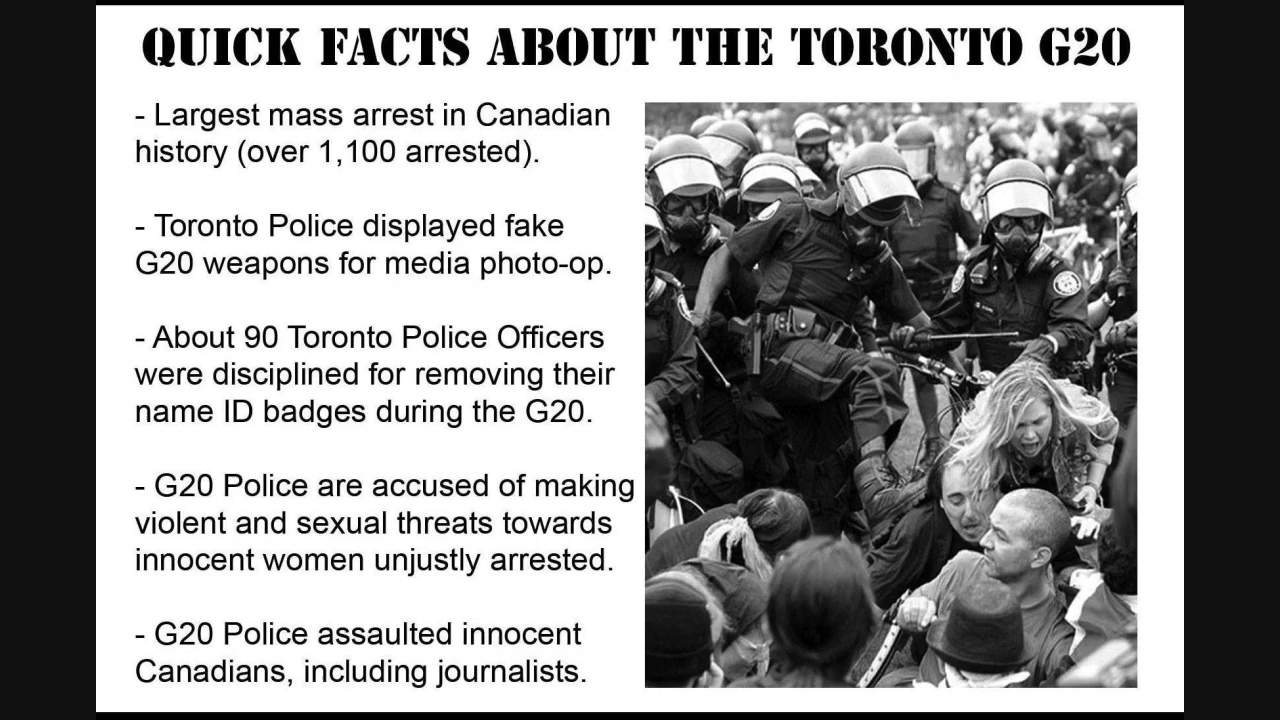 QUICK FACTS ABOUT THE TORONTO G20
- Largest mass arrest in Canadian
history (over 1,100 arrested).
- Toronto Police displayed fake
G20 weapons for media photo-op.
- About 90 Toronto Police Officers
were disciplined for removing their
name ID badges during the G20.
- G20 Police are accused of making
violent and sexual threats towards
innocent women unjustly arrested.
- G20 Police assaulted innocent
Canadians, including journalists.